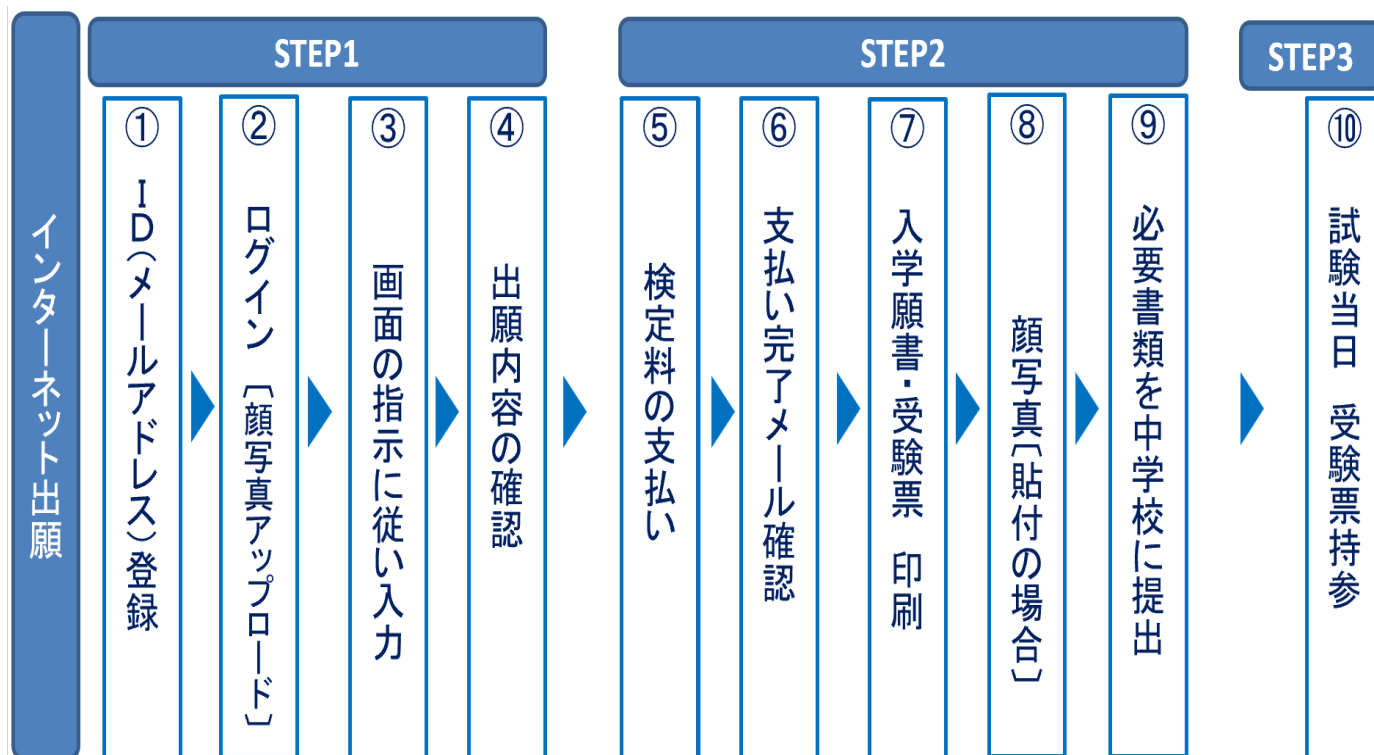 インターネット出願
STEP1
① ID(メールアドレス)登録
② ログイン〔顔写真アップロード〕
③ 画面の指示に従い入力
④ 出願内容の確認
STEP2
⑤ 検定料の支払い
⑥ 支払い完了メール確認
⑦ 入学願書・受験票 印刷
⑧ 顔写真〔貼付の場合〕
⑨ 必要書類を中学校に提出
STEP3
⑩ 試験当日 受験票持参